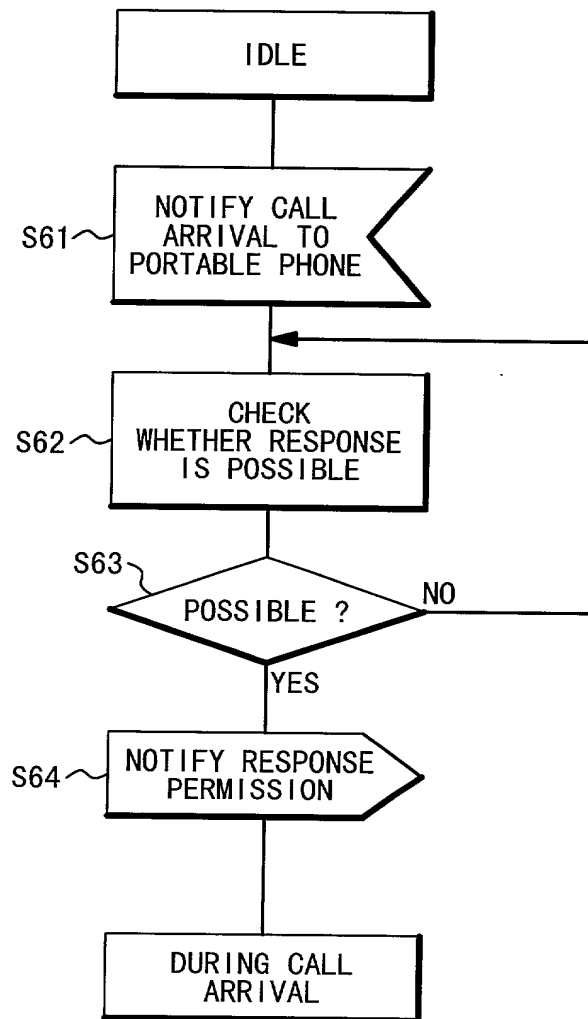 IDLE
S61
NOTIFY CALL
ARRIVAL TO
PORTABLE PHONE
S62
CHECK
WHETHER RESPONSE
IS POSSIBLE
S63
POSSIBLE ?
NO
YES
S64
NOTIFY RESPONSE
PERMISSION
DURING CALL
ARRIVAL